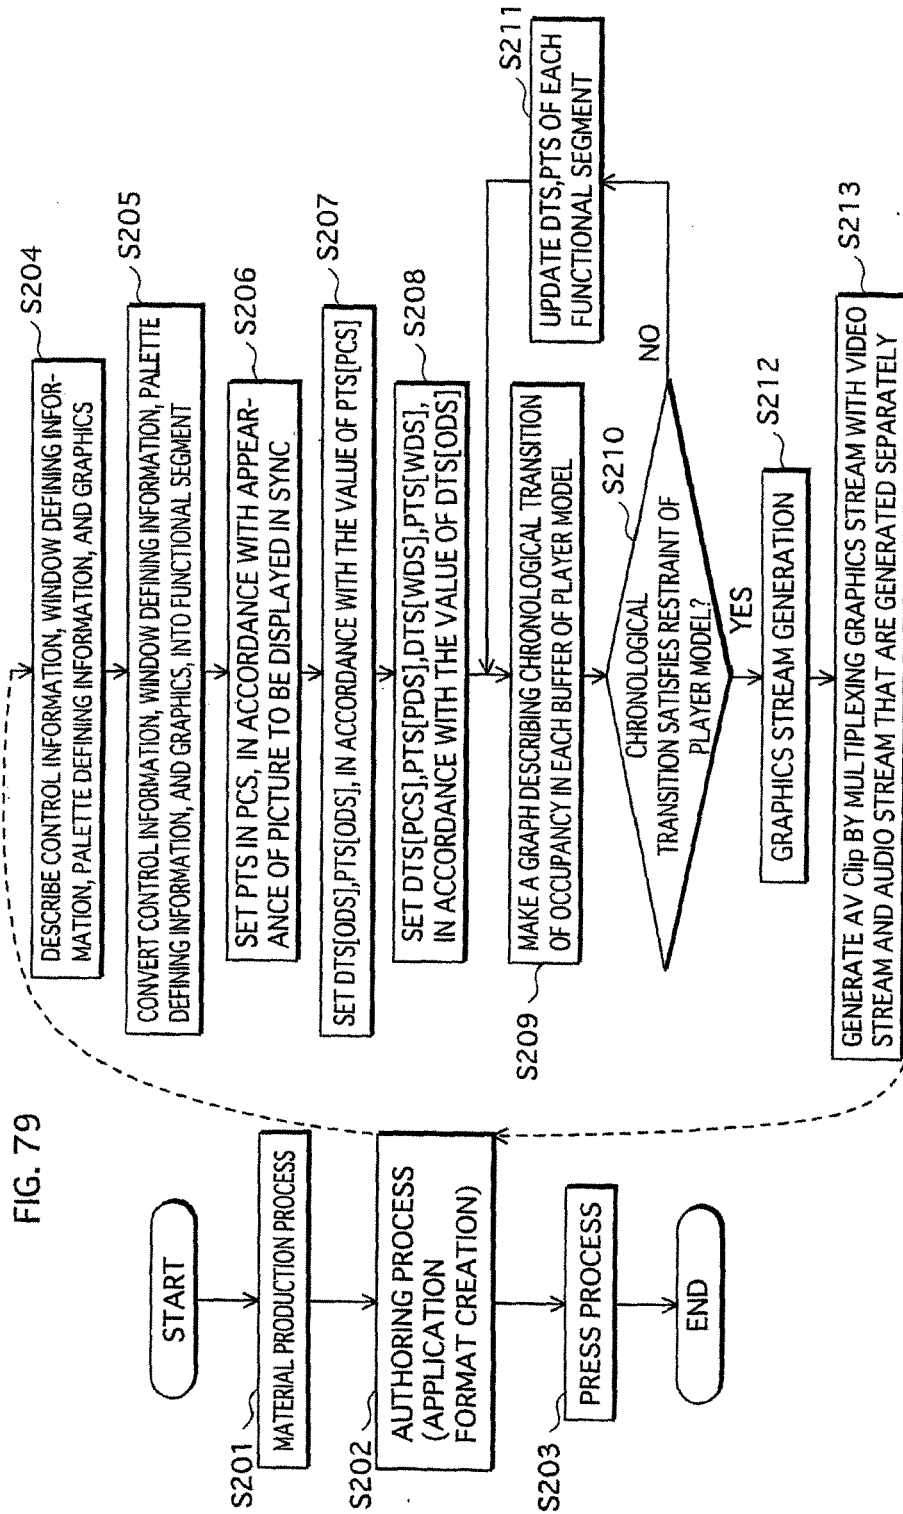 FIG. 79
START
S201
MATERIAL PRODUCTION PROCESS
S202
AUTHORING PROCESS
(APPLICATION
FORMAT CREATION)
S203
PRESS PROCESS
END
S204
DESCRIBE CONTROL INFORMATION, WINDOW DEFINING INFOR-
MATION, PALETTE DEFINING INFORMATION, AND GRAPHICS
S205
CONVERT CONTROL INFORMATION, WINDOW DEFINING INFORMATION, PALETTE
DEFINING INFORMATION, AND GRAPHICS, INTO FUNCTIONAL SEGMENT
S206
SET PTS IN PCS, IN ACCORDANCE WITH APPEAR-
ANCE OF PICTURE TO BE DISPLAYED IN SYNC
S207
SET DTS[ODS],PTS[ODS], IN ACCORDANCE WITH THE VALUE OF PTS[PCS]
S208
SET DTS[PCS],PTS[PDS],DTS[WDS],PTS[WDS],
IN ACCORDANCE WITH THE VALUE OF DTS[ODS]
S209
MAKE A GRAPH DESCRIBING CHRONOLOGICAL TRANSITION
OF OCCUPANCY IN EACH BUFFER OF PLAYER MODEL
S210
CHRONOLOGICAL
TRANSITION SATISFIES RESTRAINT OF
PLAYER MODEL?
NO
YES
S211
UPDATE DTS,PTS OF EACH
FUNCTIONAL SEGMENT
S212
GRAPHICS STREAM GENERATION
S213
GENERATE AV Clip BY MULTIPLEXING GRAPHICS STREAM WITH VIDEO
STREAM AND AUDIO STREAM THAT ARE GENERATED SEPARATELY